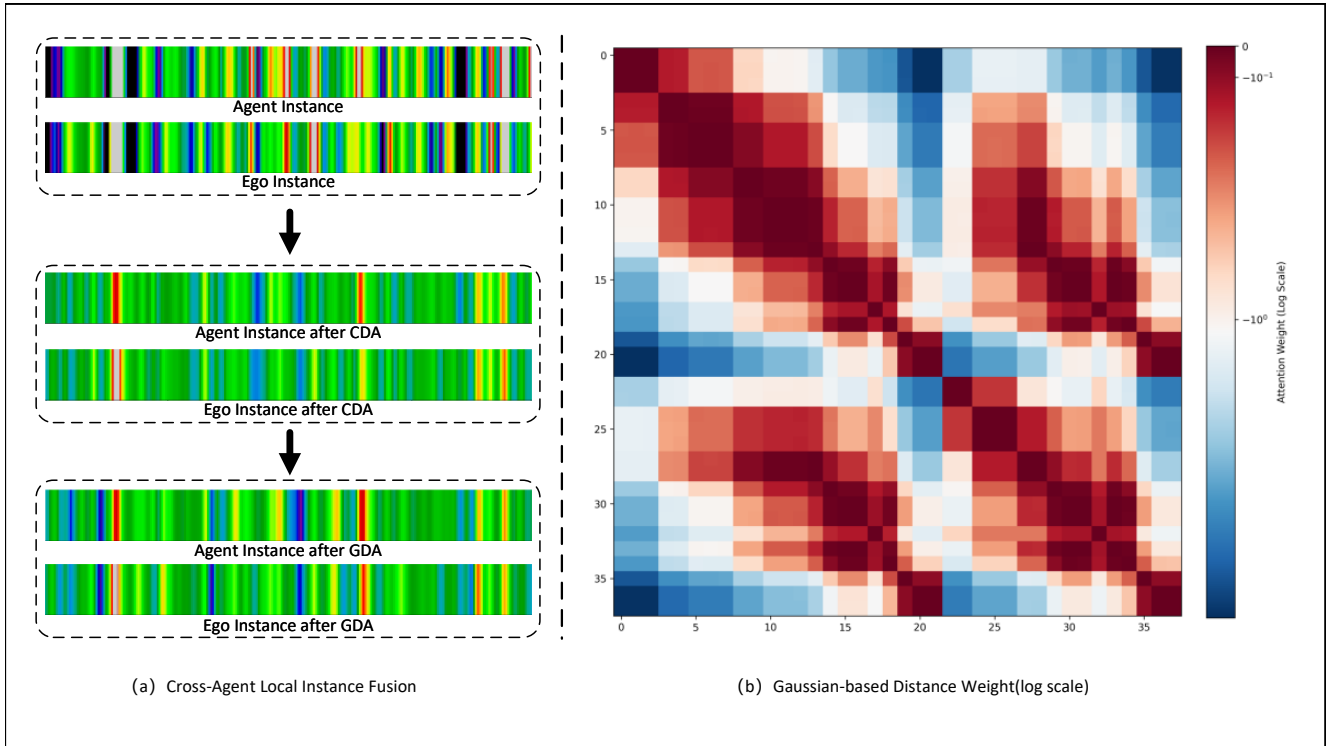 Agent Instance
Ego Instance
Agent Instance after CDA
Ego Instance after CDA
Agent Instance after GDA
Ego Instance after GDA
(a) Cross-Agent Local Instance Fusion
0
5
10
15
20
25
30
35
0 5 10 15 20 25 30 35
0
−10⁻¹
−10⁰
Attention Weight (Log Scale)
(b) Gaussian-based Distance Weight(log scale)